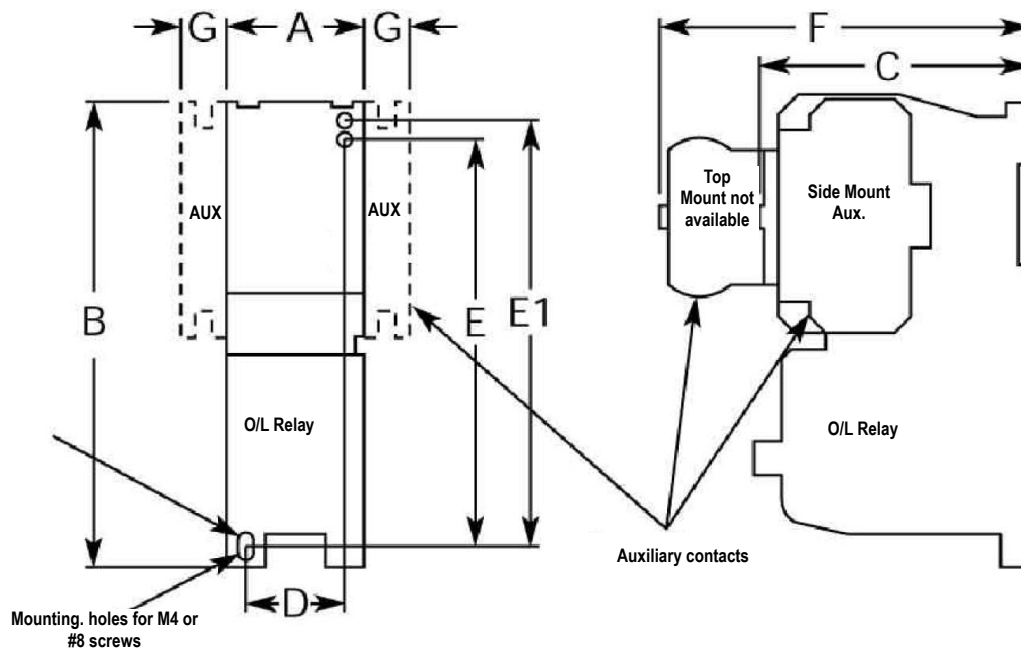 G
A
G
F
C
AUX
AUX
Top
Mount not
available
Side Mount
Aux.
B
E
E1
O/L Relay
O/L Relay
Auxiliary contacts
D
Mounting. holes for M4 or
#8 screws